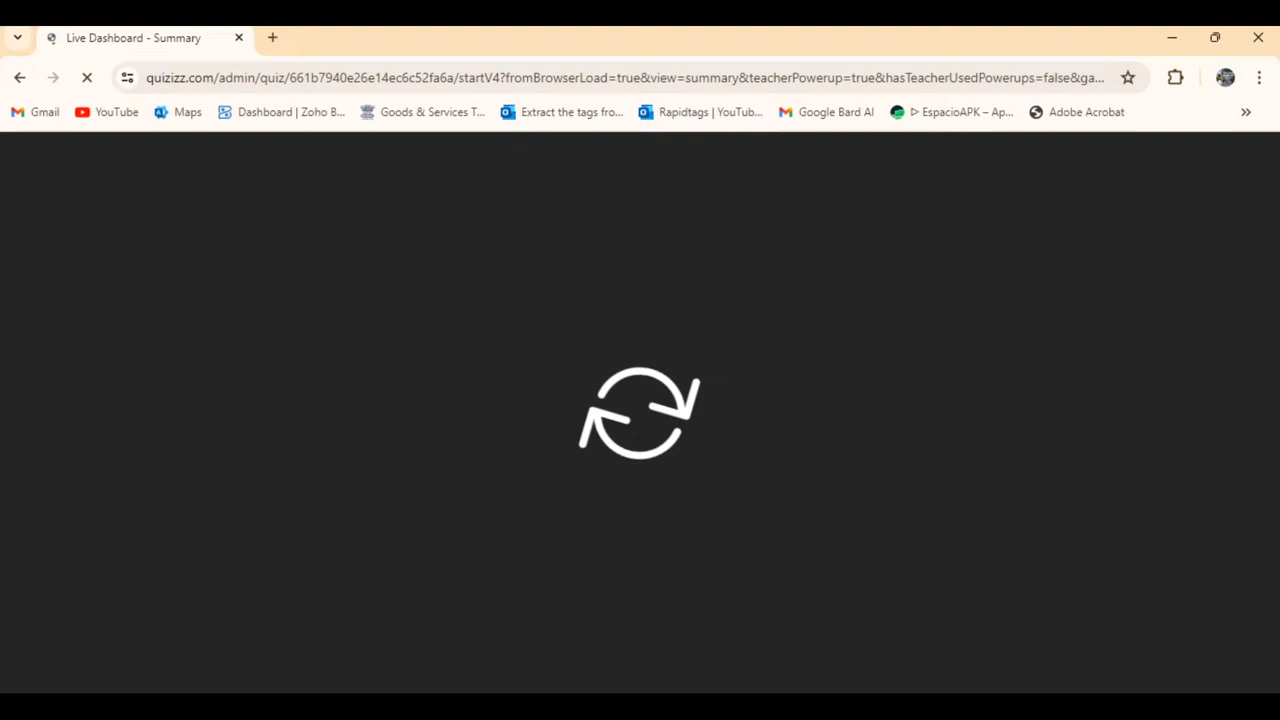 Live Dashboard - Summary
quizizz.com/admin/quiz/661b7940e26e14ec6c52fa6a/startV4?fromBrowserLoad=true&view=summary&teacherPowerup=true&hasTeacherUsedPowerups=false&ga...
Gmail YouTube Maps Dashboard | Zoho B... Goods & Services T... Extract the tags fro... Rapidtags | YouTub... Google Bard AI ᐅ EspacioAPK – Ap... Adobe Acrobat »